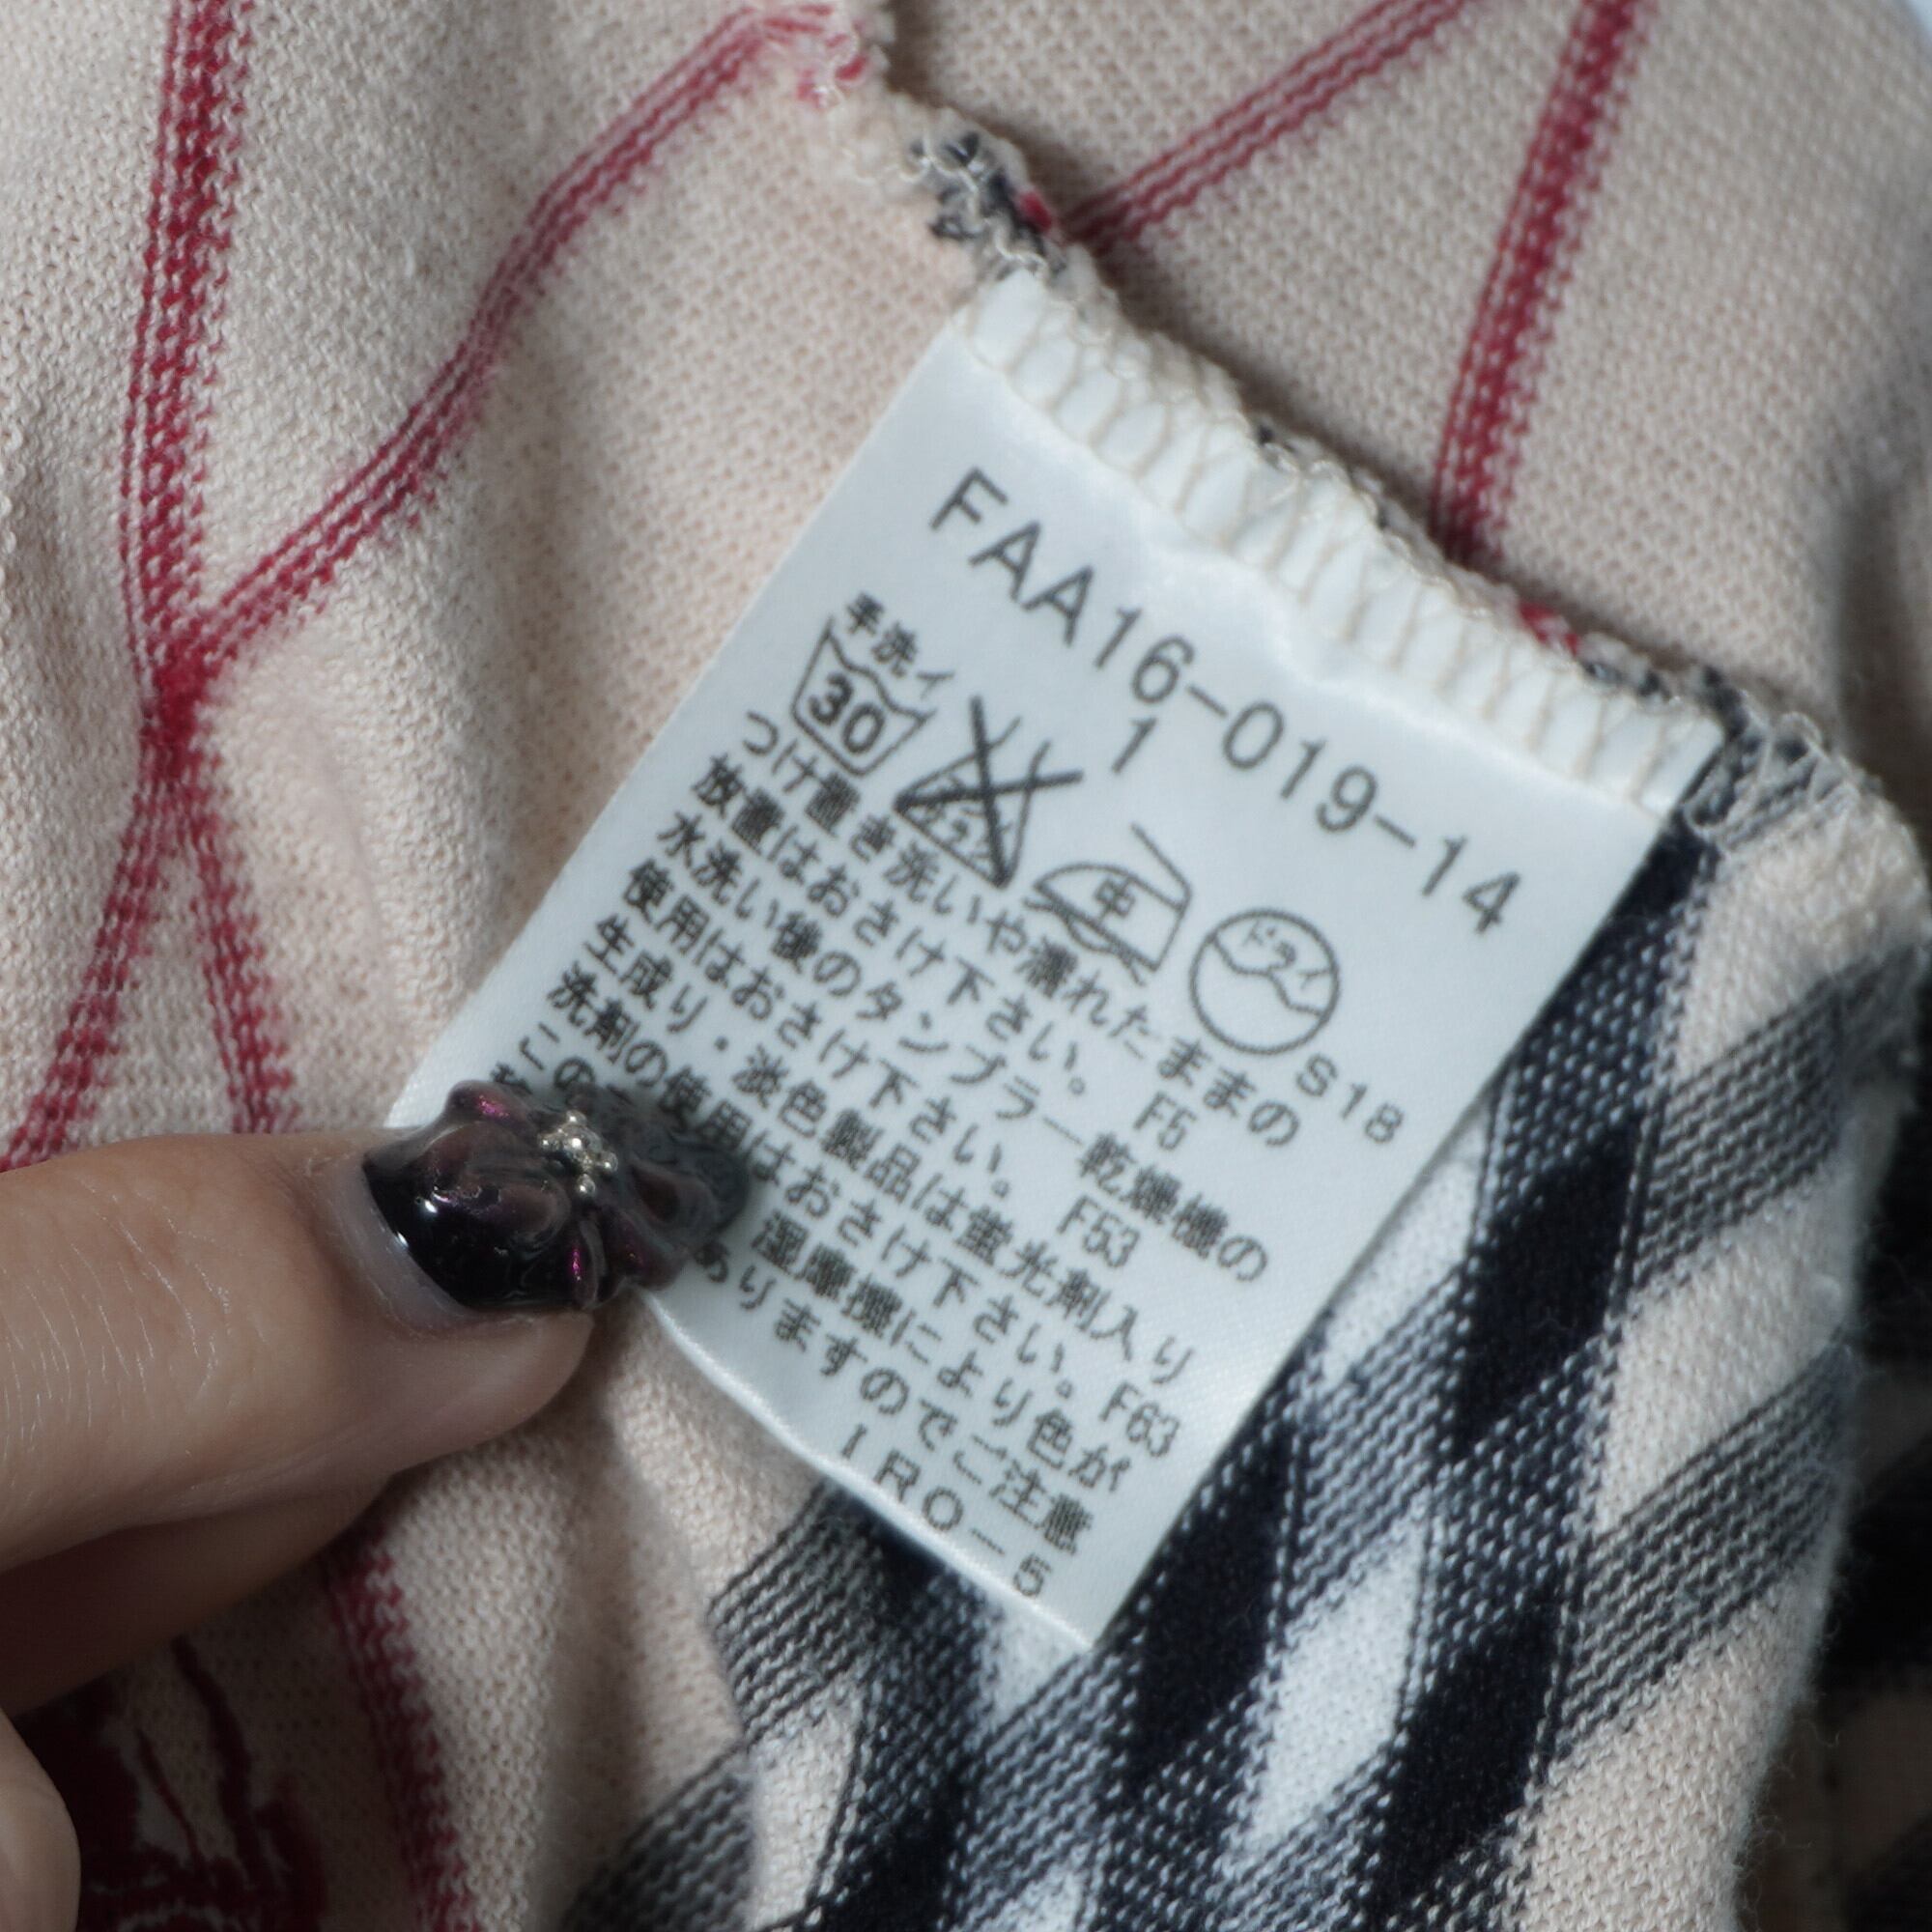 FAA16-019-14
1
手洗イ
30
中
ドライ
S18
つけ置き洗いや濡れたままの
放置はおさけ下さい。 F5
水洗い後のタンブラー乾燥機の
使用はおさけ下さい。 F53
生成り・淡色製品は蛍光剤入り
洗剤の使用はおさけ下さい。F63
この 湿摩擦により色が
ありますのでご注意
IRO-5